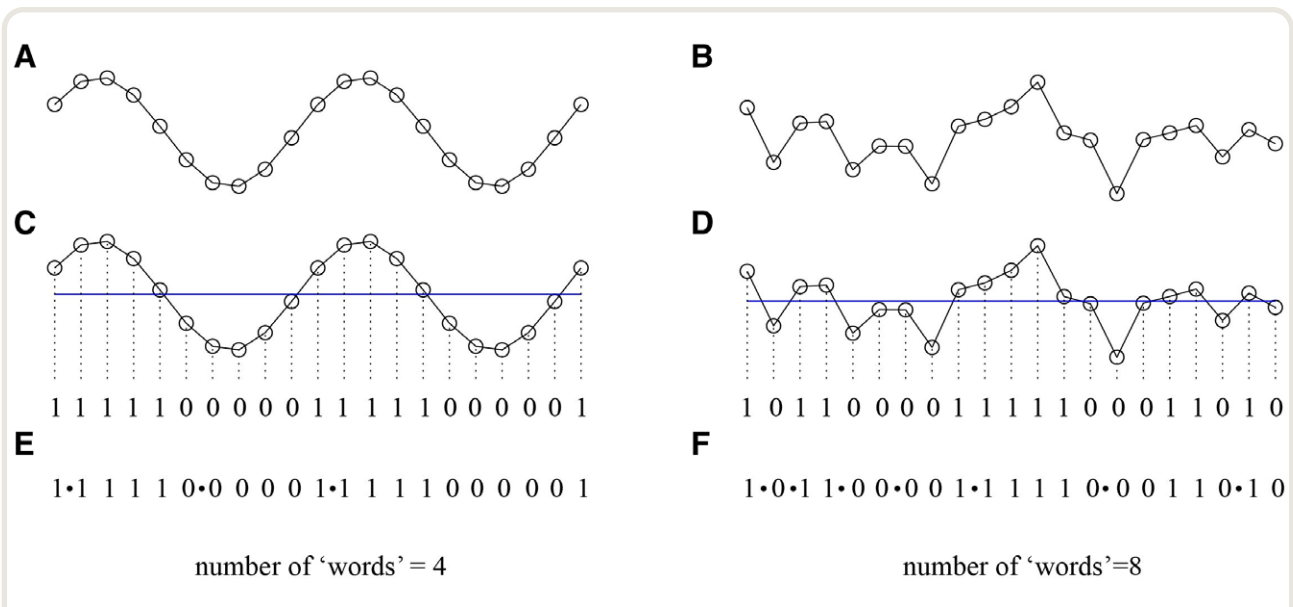 A
B
C
D
1 1 1 1 1 0 0 0 0 0 1 1 1 1 1 0 0 0 0 0 1
1 0 1 1 0 0 0 0 1 1 1 1 1 0 0 0 1 1 0 1 0
E
F
1•1 1 1 1 0•0 0 0 0 1•1 1 1 1 0 0 0 0 0 1
1•0•1 1•0 0•0 0 1•1 1 1 1 0•0 0 1 1 0•1 0
number of ‘words’ = 4
number of ‘words’=8